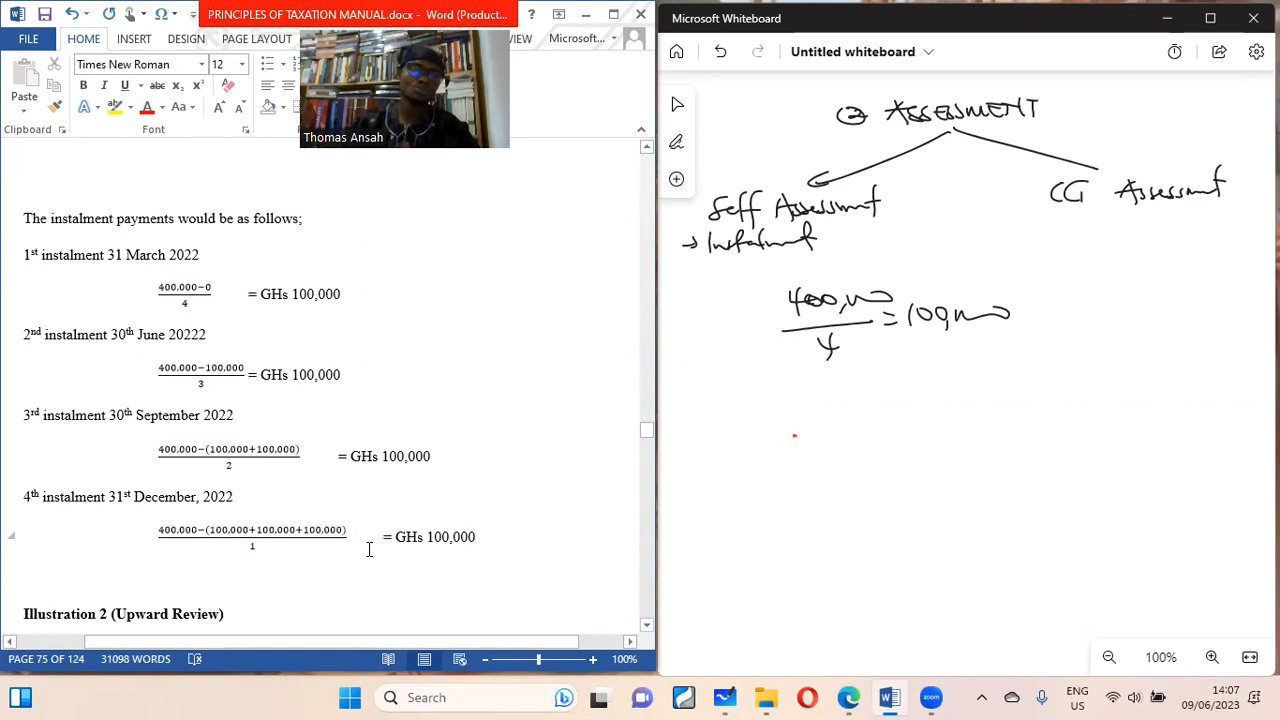 PRINCIPLES OF TAXATION MANUAL.docx - Word (Product...
FILE HOME INSERT DESIGN PAGE LAYOUT VIEW Microsoft...
Times New Roman 12
Paste
B I U abc
A Aa
Clipboard Font
Thomas Ansah
The instalment payments would be as follows;
1st instalment 31 March 2022
400,000−0
4
= GHs 100,000
2nd instalment 30th June 20222
400,000−100,000
3
= GHs 100,000
3rd instalment 30th September 2022
400,000−(100,000+100,000)
2
= GHs 100,000
4th instalment 31st December, 2022
400,000−(100,000+100,000+100,000)
1
= GHs 100,000
Illustration 2 (Upward Review)
PAGE 75 OF 124 31098 WORDS 100%
Microsoft Whiteboard
Untitled whiteboard
② ASSESSMENT
Self Assessment
CG Assessment
→ Instalment
400,000
4
= 100,000
100%
Search
zoom
ENG
US
14:07
09/06/2023